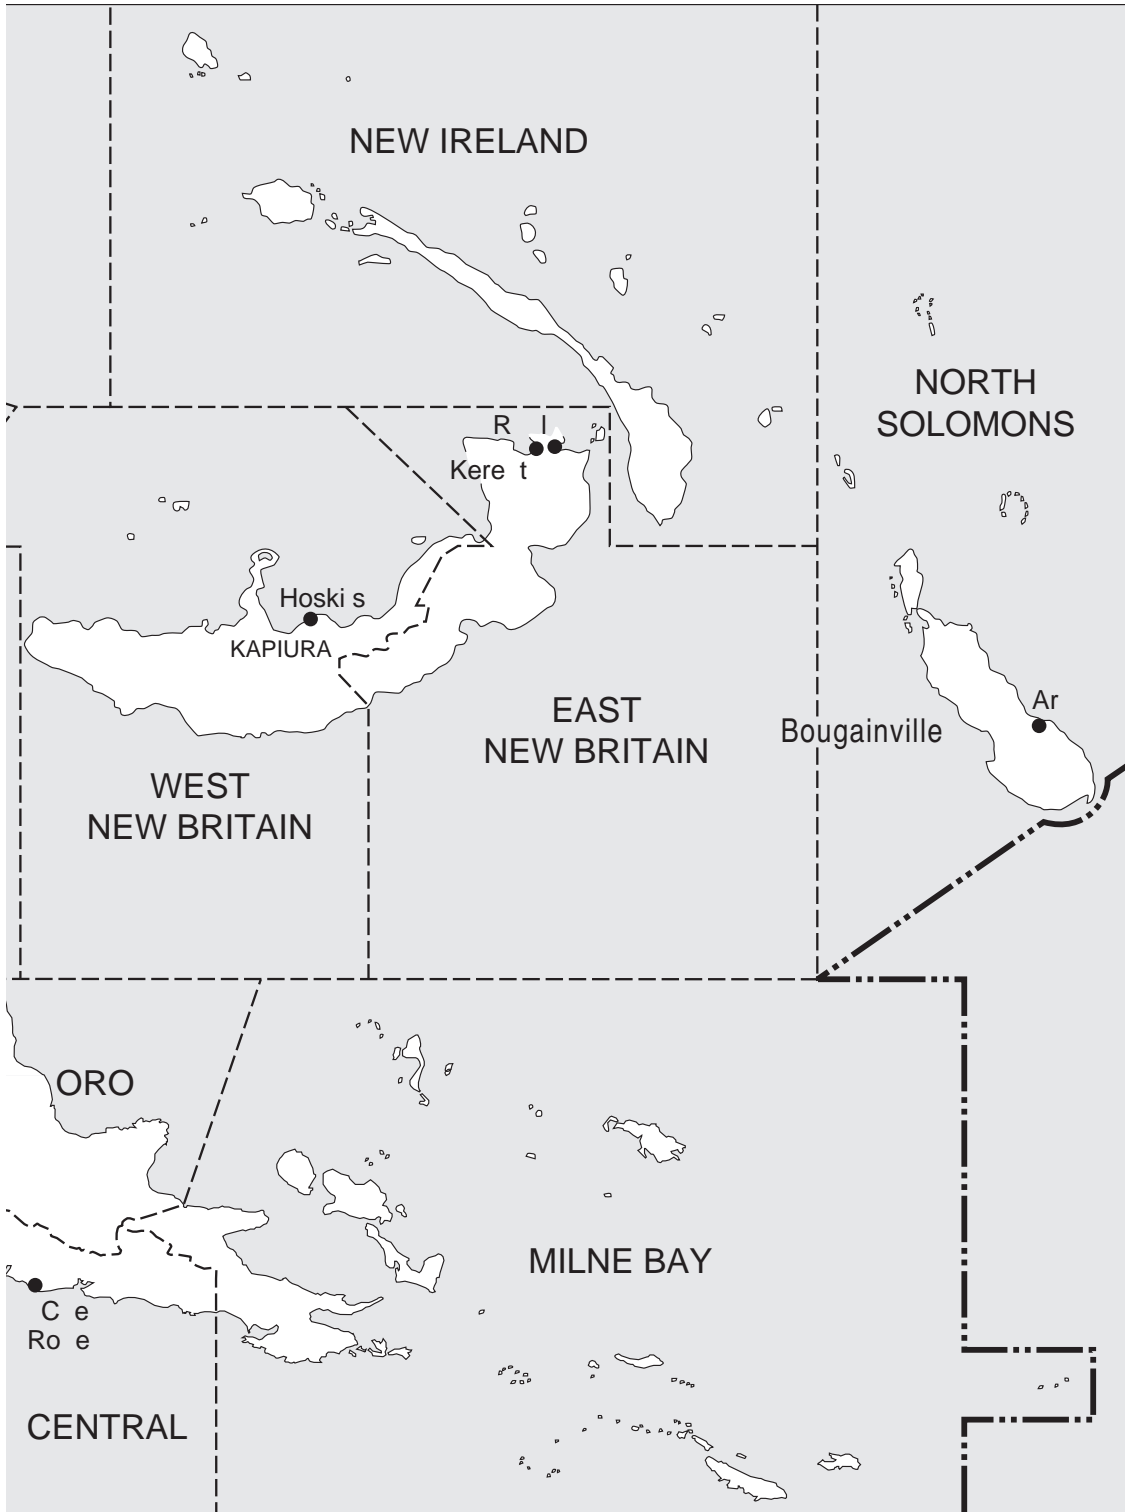 NEW IRELAND
NORTH
SOLOMONS
R l
Kere t
Hoski s
KAPIURA
Ar
EAST
NEW BRITAIN
Bougainville
WEST
NEW BRITAIN
ORO
MILNE BAY
C e
Ro e
CENTRAL